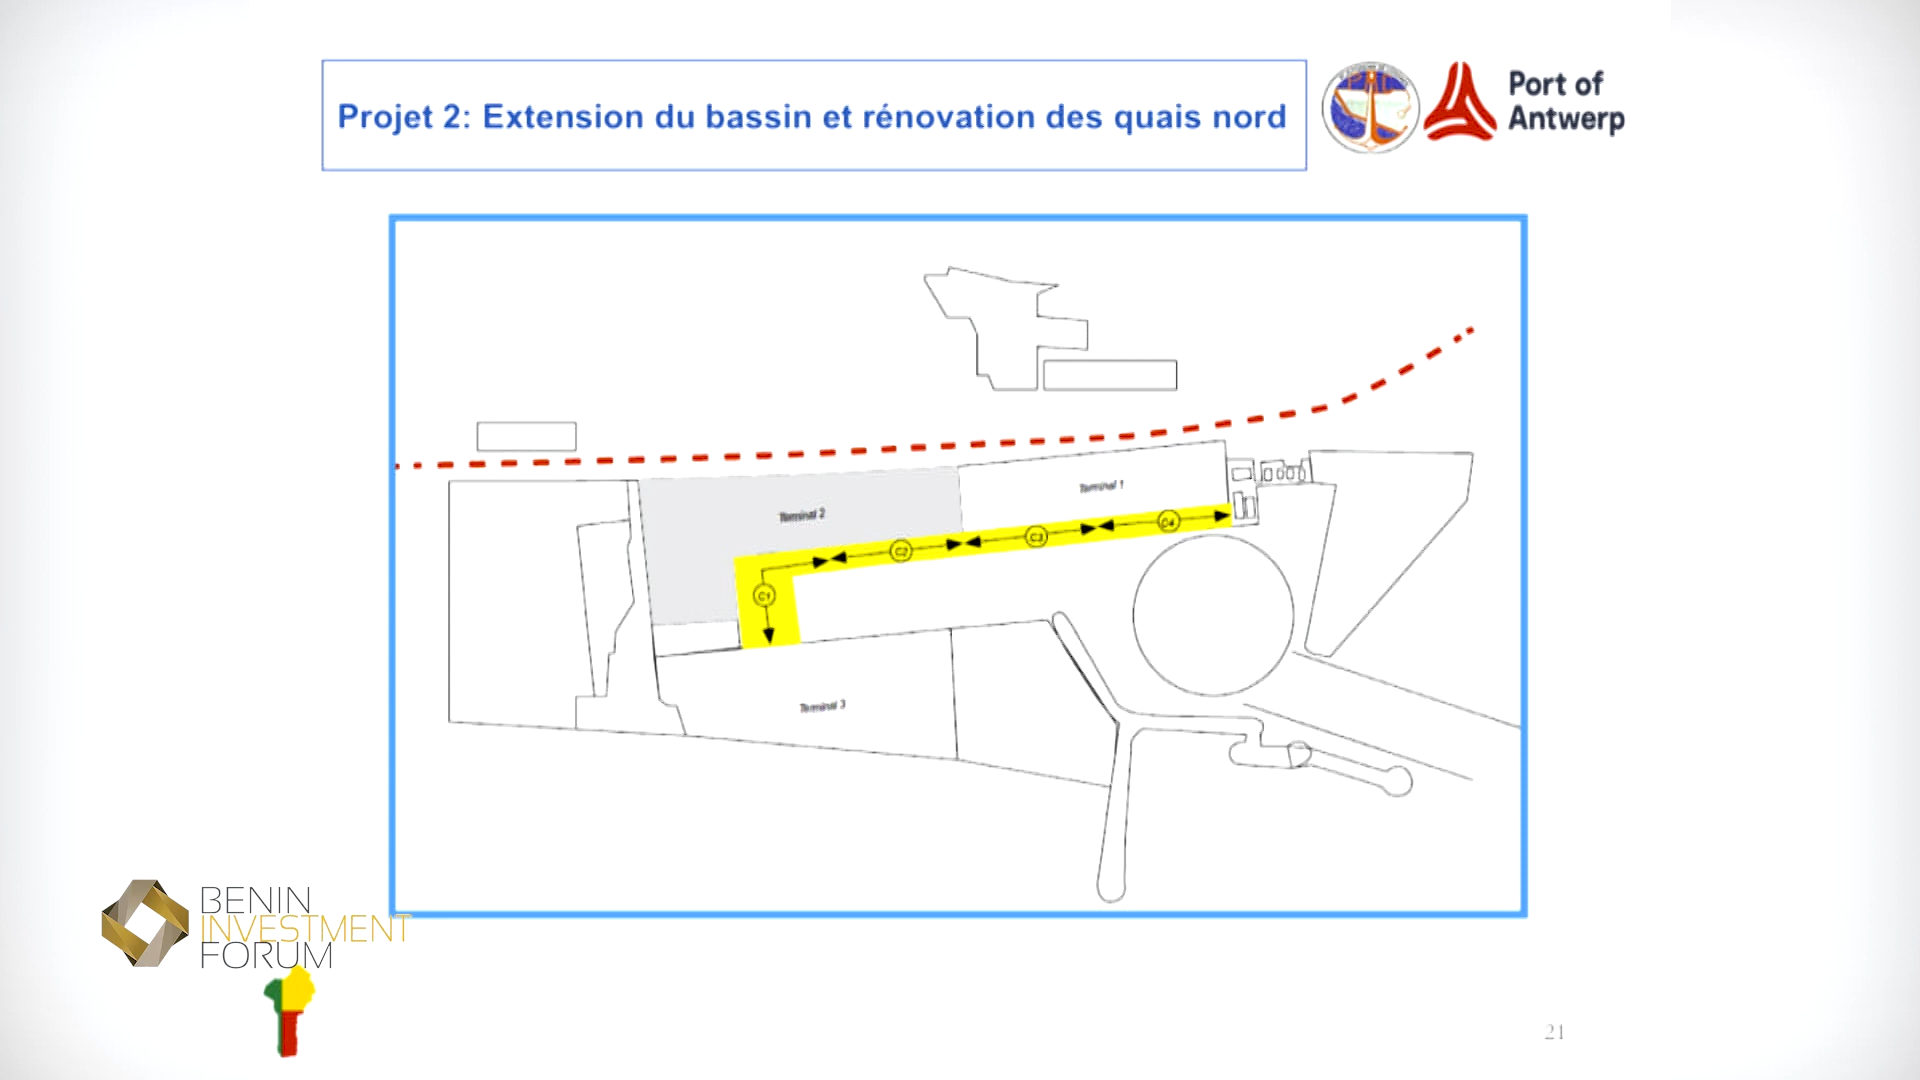 Projet 2: Extension du bassin et rénovation des quais nord
Port of
Antwerp
Terminal 1
Terminal 2
C4
C3
C2
C1
Terminal 3
BENIN
INVESTMENT
FORUM
21